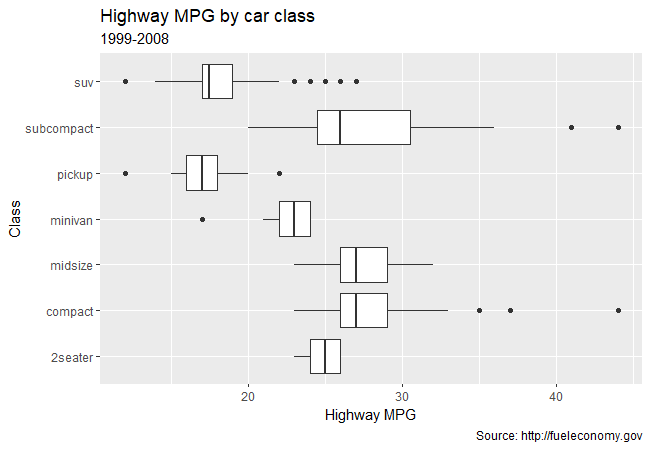 Highway MPG by car class
1999-2008
Class
suv
subcompact
pickup
minivan
midsize
compact
2seater
20 30 40
Highway MPG
Source: http://fueleconomy.gov